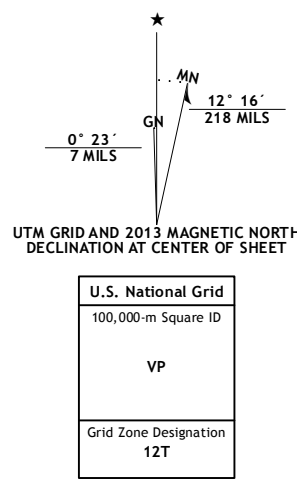 ★
MN
GN
12° 16´
218 MILS
0° 23´
7 MILS
UTM GRID AND 2013 MAGNETIC NORTH
DECLINATION AT CENTER OF SHEET
U.S. National Grid
100,000-m Square ID
VP
Grid Zone Designation
12T